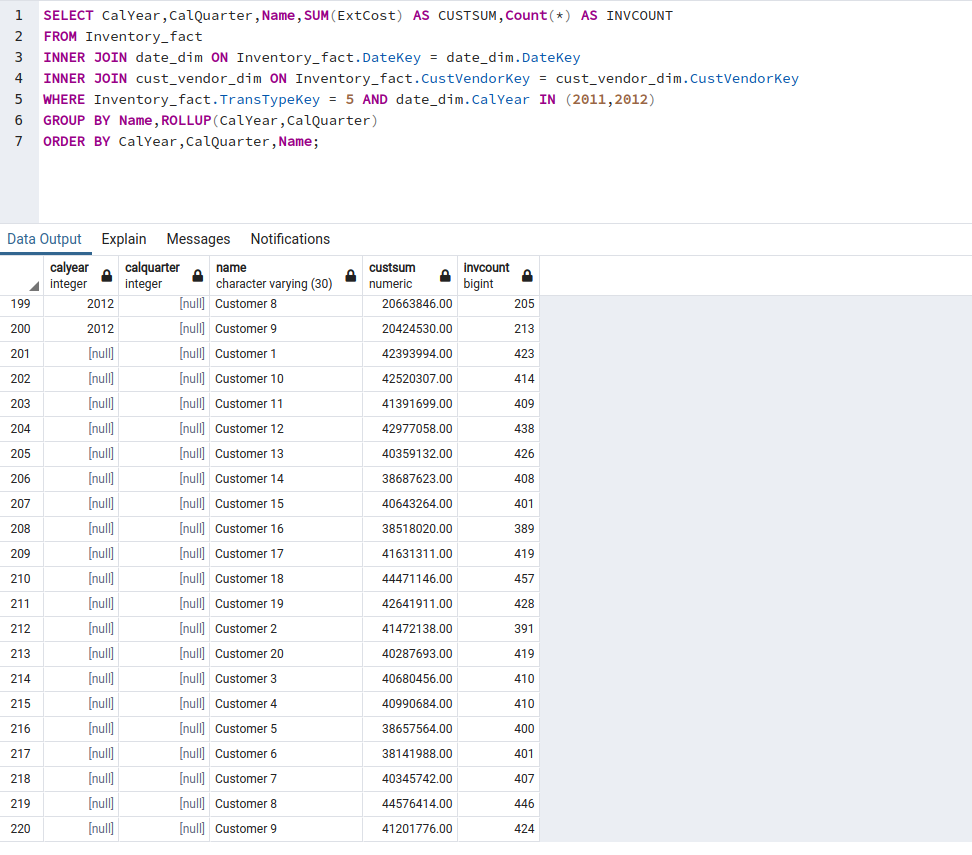 1 SELECT CalYear,CalQuarter,Name,SUM(ExtCost) AS CUSTSUM,Count(*) AS INVCOUNT
2 FROM Inventory_fact
3 INNER JOIN date_dim ON Inventory_fact.DateKey = date_dim.DateKey
4 INNER JOIN cust_vendor_dim ON Inventory_fact.CustVendorKey = cust_vendor_dim.CustVendorKey
5 WHERE Inventory_fact.TransTypeKey = 5 AND date_dim.CalYear IN (2011,2012)
6 GROUP BY Name,ROLLUP(CalYear,CalQuarter)
7 ORDER BY CalYear,CalQuarter,Name;
Data Output Explain Messages Notifications
calyear calquarter name custsum invcount
integer integer character varying (30) numeric bigint
199 2012 [null] Customer 8 20663846.00 205
200 2012 [null] Customer 9 20424530.00 213
201 [null] [null] Customer 1 42393994.00 423
202 [null] [null] Customer 10 42520307.00 414
203 [null] [null] Customer 11 41391699.00 409
204 [null] [null] Customer 12 42977058.00 438
205 [null] [null] Customer 13 40359132.00 426
206 [null] [null] Customer 14 38687623.00 408
207 [null] [null] Customer 15 40643264.00 401
208 [null] [null] Customer 16 38518020.00 389
209 [null] [null] Customer 17 41631311.00 419
210 [null] [null] Customer 18 44471146.00 457
211 [null] [null] Customer 19 42641911.00 428
212 [null] [null] Customer 2 41472138.00 391
213 [null] [null] Customer 20 40287693.00 419
214 [null] [null] Customer 3 40680456.00 410
215 [null] [null] Customer 4 40990684.00 410
216 [null] [null] Customer 5 38657564.00 400
217 [null] [null] Customer 6 38141988.00 401
218 [null] [null] Customer 7 40345742.00 407
219 [null] [null] Customer 8 44576414.00 446
220 [null] [null] Customer 9 41201776.00 424